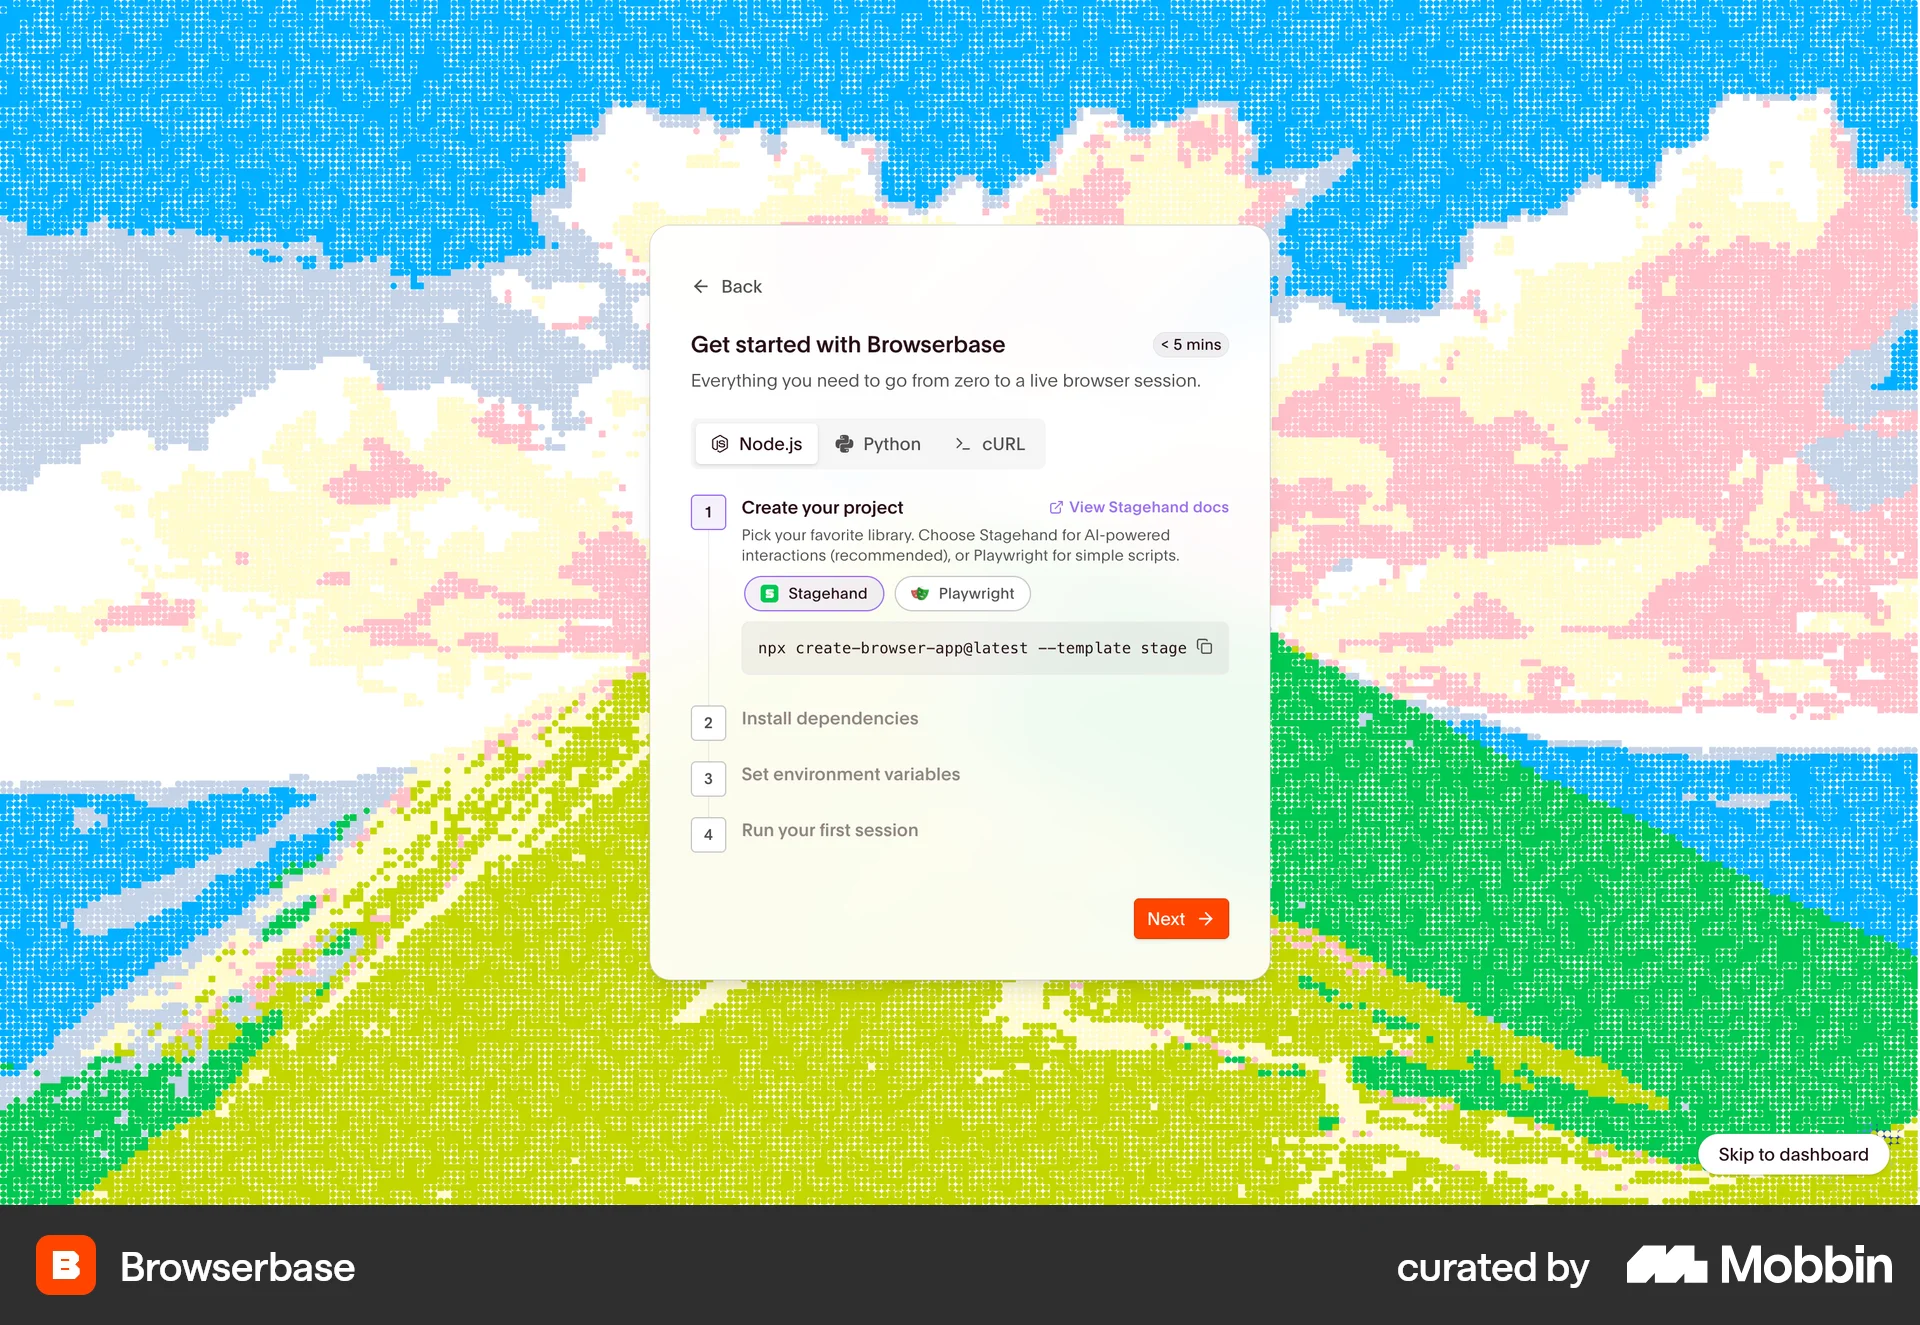 Back
Get started with Browserbase
< 5 mins
Everything you need to go from zero to a live browser session.
Node.js
Python
cURL
1
Create your project
View Stagehand docs
Pick your favorite library. Choose Stagehand for AI-powered
interactions (recommended), or Playwright for simple scripts.
Stagehand
Playwright
npx create-browser-app@latest --template stage
2
Install dependencies
3
Set environment variables
4
Run your first session
Next
Skip to dashboard
B
Browserbase
curated by
Mobbin